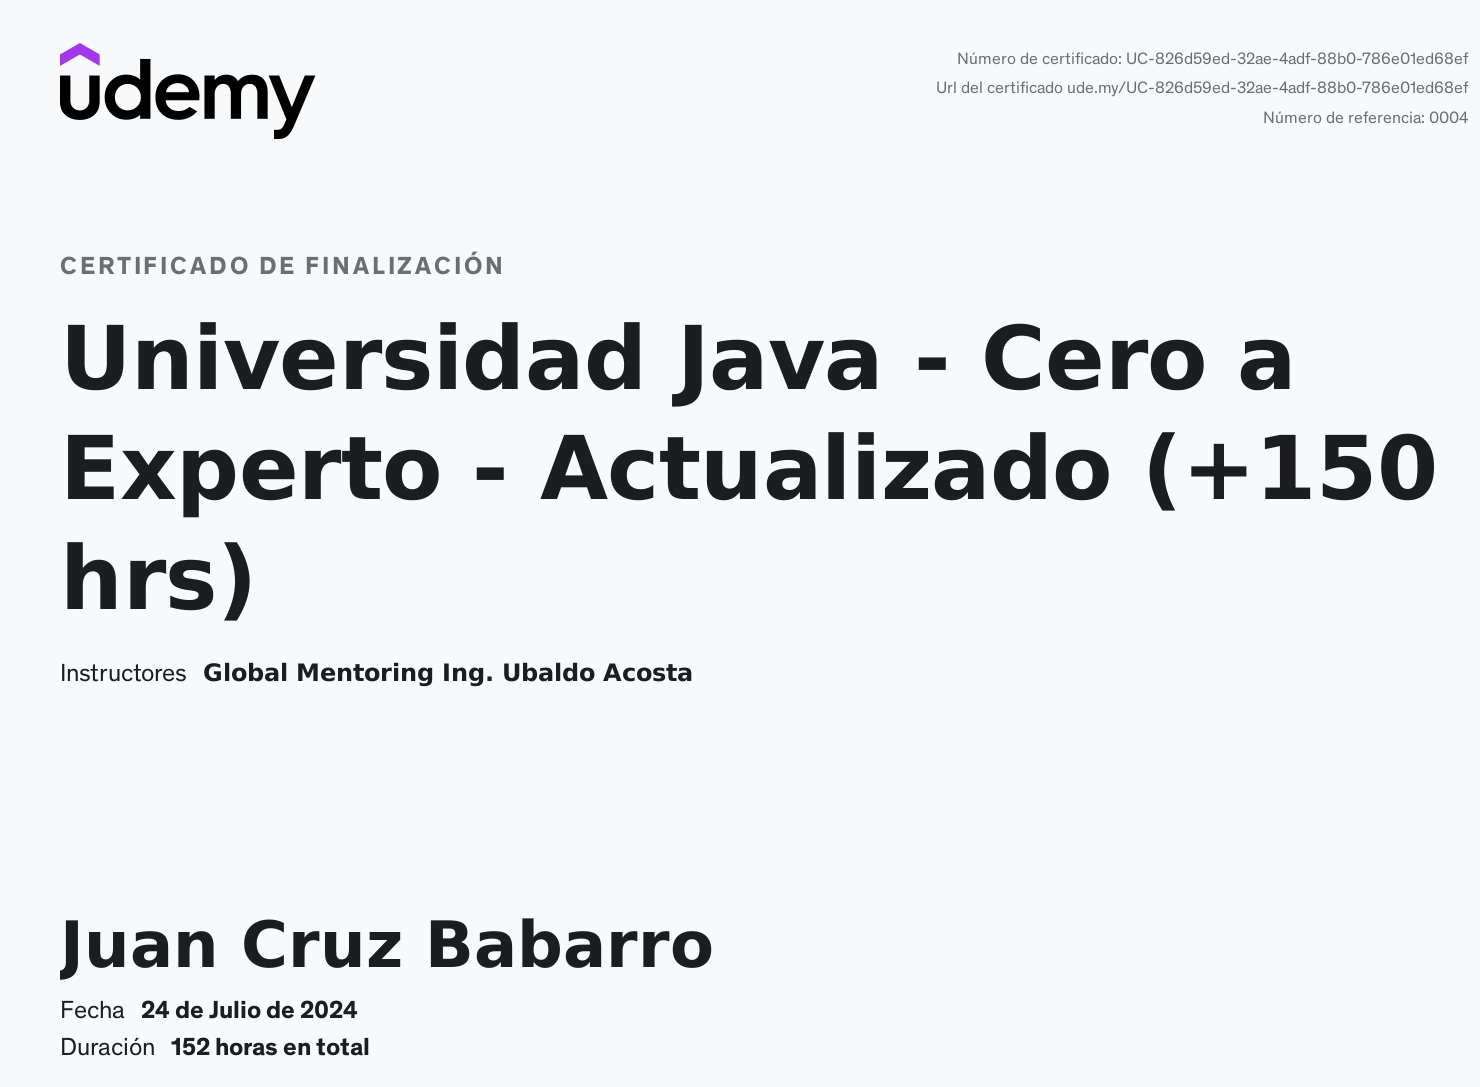 udemy
Número de certificado: UC-826d59ed-32ae-4adf-88b0-786e01ed68ef
Url del certificado ude.my/UC-826d59ed-32ae-4adf-88b0-786e01ed68ef
Número de referencia: 0004
CERTIFICADO DE FINALIZACIÓN
Universidad Java - Cero a
Experto - Actualizado (+150
hrs)
Instructores Global Mentoring Ing. Ubaldo Acosta
Juan Cruz Babarro
Fecha 24 de Julio de 2024
Duración 152 horas en total